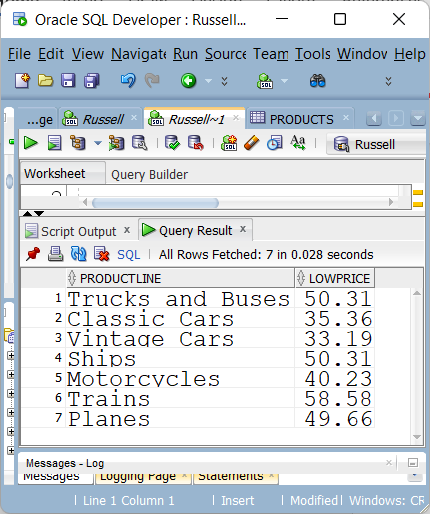 Oracle SQL Developer : Russell...
File Edit View Navigate Run Source Team Tools Window Help
...ge Russell Russell~1 x PRODUCTS x
Russell
Worksheet Query Builder
Script Output x Query Result x
SQL | All Rows Fetched: 7 in 0.028 seconds
PRODUCTLINE LOWPRICE
1 Trucks and Buses 50.31
2 Classic Cars 35.36
3 Vintage Cars 33.19
4 Ships 50.31
5 Motorcycles 40.23
6 Trains 58.58
7 Planes 49.66
Messages - Log x
Messages Logging Page x Statements x
Line 1 Column 1 | Insert | Modified | Windows: CR